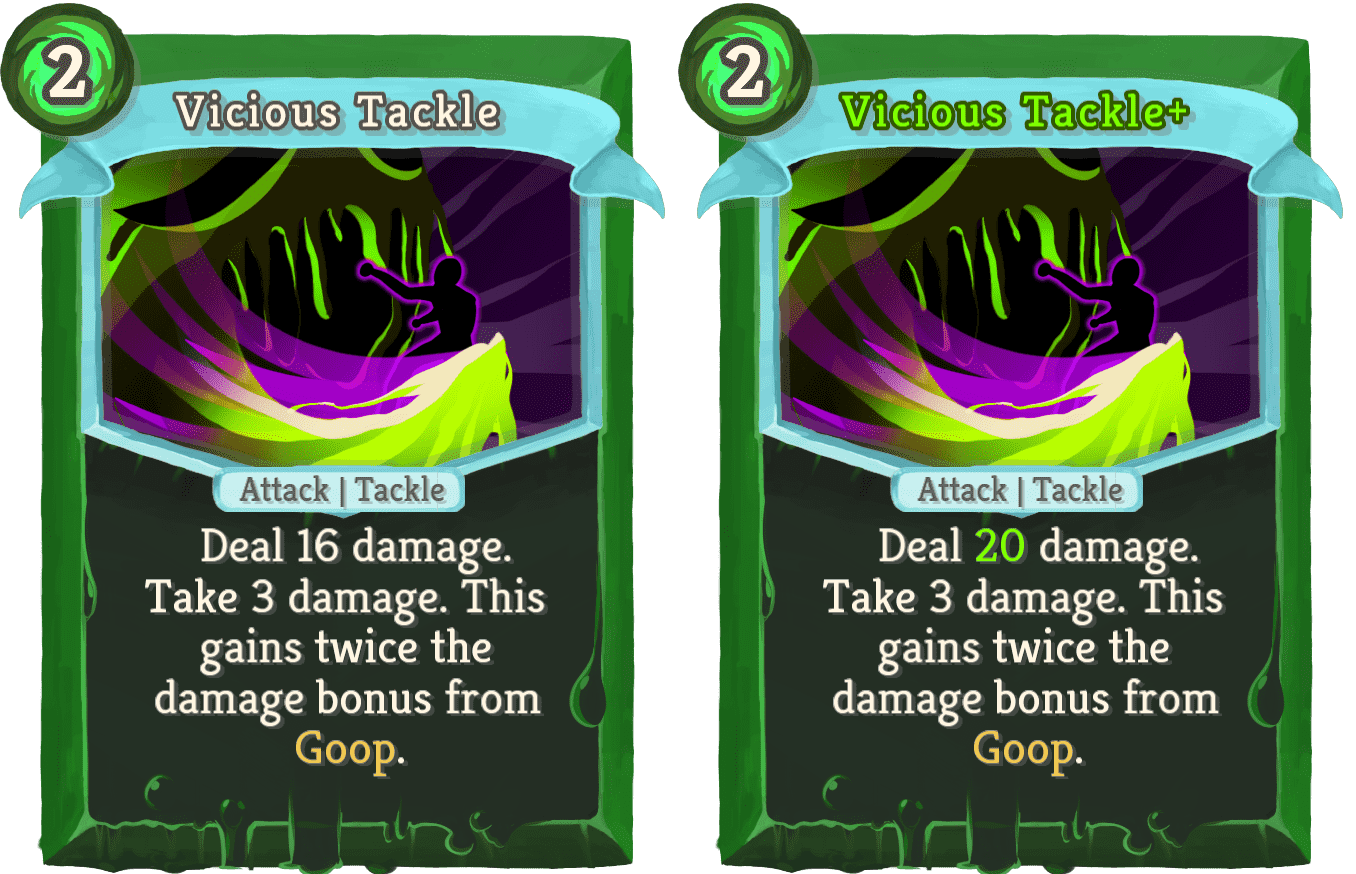 2
Vicious Tackle
Attack | Tackle
Deal 16 damage.
Take 3 damage. This
gains twice the
damage bonus from
Goop.
2
Vicious Tackle+
Attack | Tackle
Deal 20 damage.
Take 3 damage. This
gains twice the
damage bonus from
Goop.